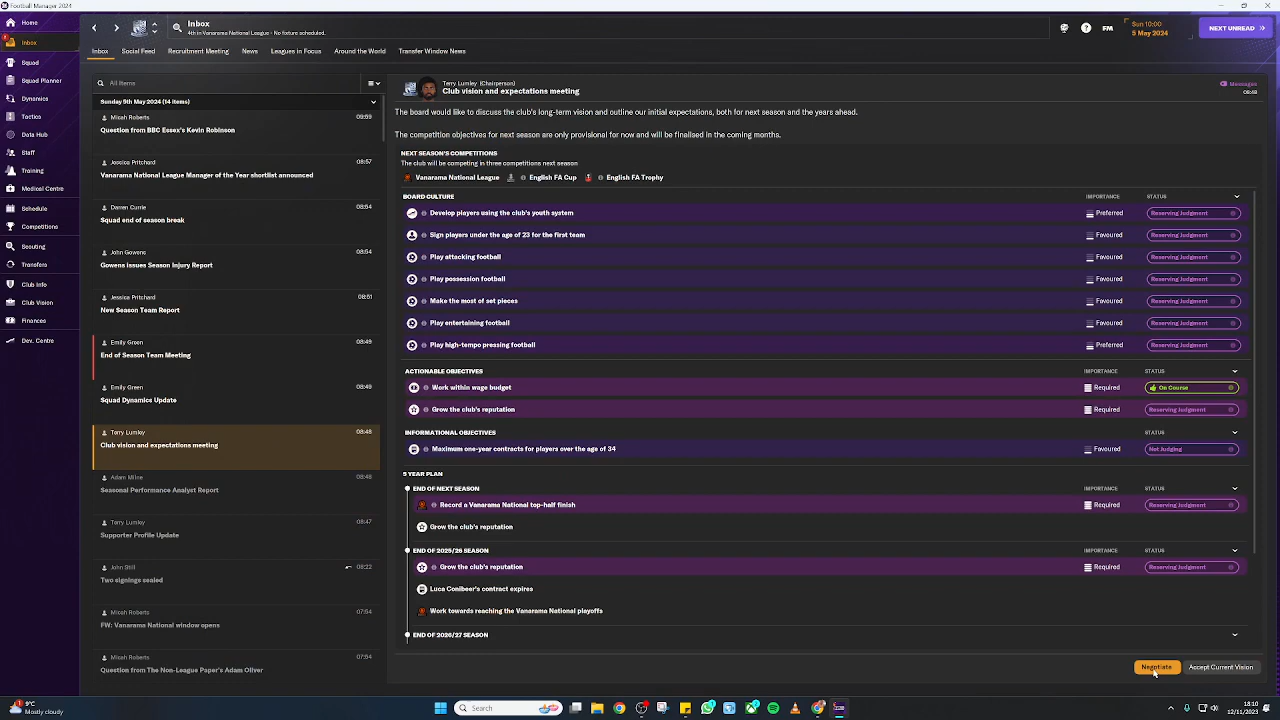 Football Manager 2024
Home
Inbox
Squad
Squad Planner
Dynamics
Tactics
Data Hub
Staff
Training
Medical Centre
Schedule
Competitions
Scouting
Transfers
Club Info
Club Vision
Finances
Dev. Centre
Inbox
4th in Vanarama National League - No fixture scheduled.
FM
Sun 10:00
5 May 2024
NEXT UNREAD
Inbox
Social Feed
Recruitment Meeting
News
Leagues in Focus
Around the World
Transfer Window News
All items
Sunday 5th May 2024 (14 items)
Micah Roberts 09:59
Question from BBC Essex's Kevin Robinson
Jessica Pritchard 08:57
Vanarama National League Manager of the Year shortlist announced
Darren Currie 08:54
Squad end of season break
John Gowens 08:54
Gowens Issues Season Injury Report
Jessica Pritchard 08:51
New Season Team Report
Emily Green 08:49
End of Season Team Meeting
Emily Green 08:49
Squad Dynamics Update
Terry Lumley 08:48
Club vision and expectations meeting
Adam Milne 08:48
Seasonal Performance Analyst Report
Terry Lumley 08:47
Supporter Profile Update
John Still 08:22
Two signings sealed
Micah Roberts 07:54
FW: Vanarama National window opens
Micah Roberts 07:54
Question from The Non-League Paper's Adam Oliver
Terry Lumley (Chairperson)
Club vision and expectations meeting
Messages
08:48
The board would like to discuss the club's long-term vision and outline our initial expectations, both for next season and the years ahead.
The competition objectives for next season are only provisional for now and will be finalised in the coming months.
NEXT SEASON'S COMPETITIONS
The club will be competing in three competitions next season
Vanarama National League English FA Cup English FA Trophy
BOARD CULTURE IMPORTANCE STATUS
Develop players using the club's youth system Preferred Reserving Judgment
Sign players under the age of 23 for the first team Favoured Reserving Judgment
Play attacking football Favoured Reserving Judgment
Play possession football Favoured Reserving Judgment
Make the most of set pieces Favoured Reserving Judgment
Play entertaining football Favoured Reserving Judgment
Play high-tempo pressing football Preferred Reserving Judgment
ACTIONABLE OBJECTIVES IMPORTANCE STATUS
Work within wage budget Required On Course
Grow the club's reputation Required Reserving Judgment
INFORMATIONAL OBJECTIVES IMPORTANCE STATUS
Maximum one-year contracts for players over the age of 34 Favoured Not Judging
5 YEAR PLAN
END OF NEXT SEASON IMPORTANCE STATUS
Record a Vanarama National top-half finish Required Reserving Judgment
Grow the club's reputation
END OF 2025/26 SEASON IMPORTANCE STATUS
Grow the club's reputation Required Reserving Judgment
Luca Conibeer's contract expires
Work towards reaching the Vanarama National playoffs
END OF 2026/27 SEASON
Negotiate
Accept Current Vision
9°C
Mostly cloudy
Search
18:10
12/11/2023